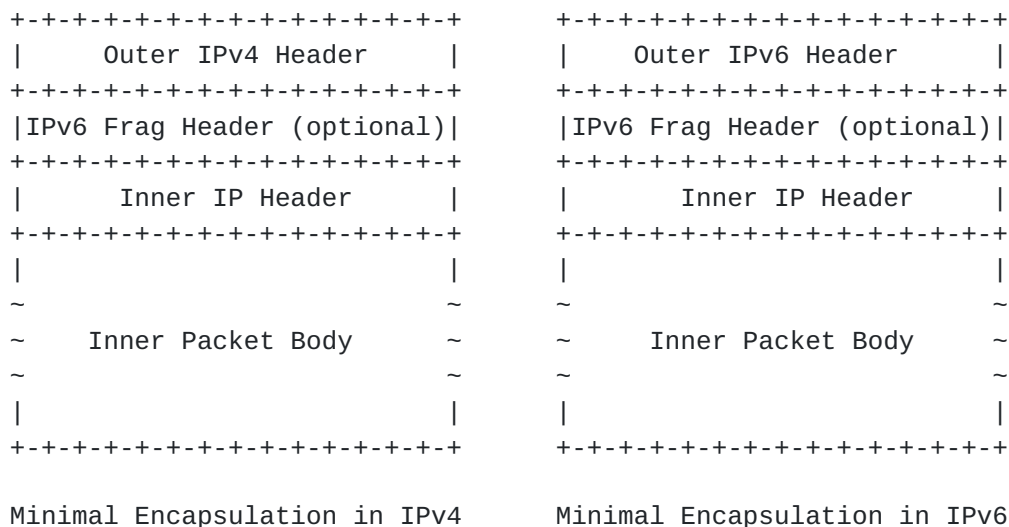 +-+-+-+-+-+-+-+-+-+-+-+-+-+-+      +-+-+-+-+-+-+-+-+-+-+-+-+-+-+
|     Outer IPv4 Header     |      |    Outer IPv6 Header      |
+-+-+-+-+-+-+-+-+-+-+-+-+-+-+      +-+-+-+-+-+-+-+-+-+-+-+-+-+-+
|IPv6 Frag Header (optional)|      |IPv6 Frag Header (optional)|
+-+-+-+-+-+-+-+-+-+-+-+-+-+-+      +-+-+-+-+-+-+-+-+-+-+-+-+-+-+
|      Inner IP Header      |      |       Inner IP Header     |
+-+-+-+-+-+-+-+-+-+-+-+-+-+-+      +-+-+-+-+-+-+-+-+-+-+-+-+-+-+
|                           |      |                           |
~                           ~      ~                           ~
~    Inner Packet Body      ~      ~     Inner Packet Body     ~
~                           ~      ~                           ~
|                           |      |                           |
+-+-+-+-+-+-+-+-+-+-+-+-+-+-+      +-+-+-+-+-+-+-+-+-+-+-+-+-+-+
Minimal Encapsulation in IPv4      Minimal Encapsulation in IPv6